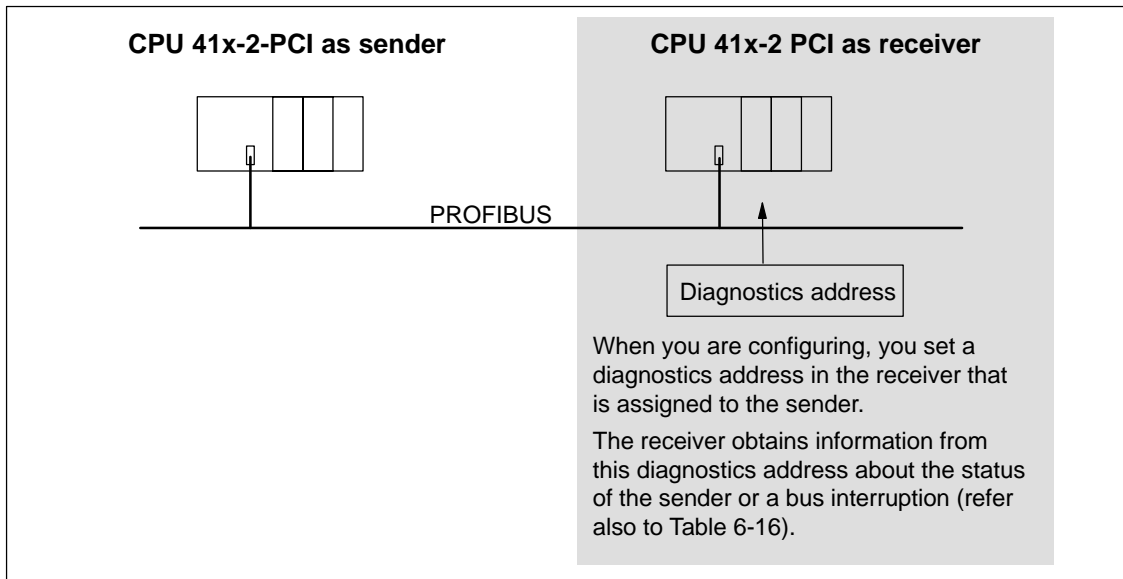 CPU 41x-2-PCI as sender
CPU 41x-2 PCI as receiver
PROFIBUS
Diagnostics address
When you are configuring, you set a
diagnostics address in the receiver that
is assigned to the sender.
The receiver obtains information from
this diagnostics address about the status
of the sender or a bus interruption (refer
also to Table 6-16).